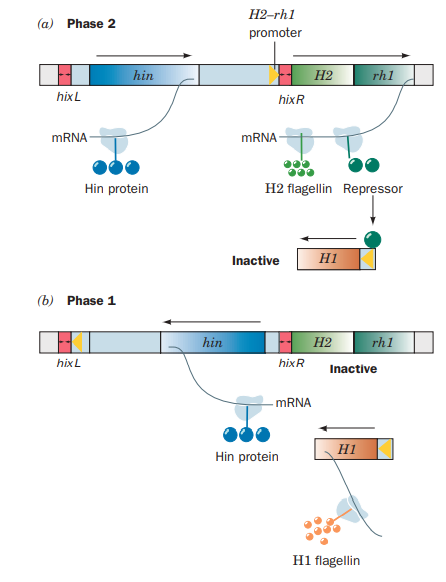 (a) Phase 2
H2–rh1
promoter
hin
H2
rh1
hixL
hixR
mRNA
mRNA
Hin protein
H2 flagellin
Repressor
Inactive
H1
(b) Phase 1
hin
H2
rh1
hixL
hixR
Inactive
mRNA
Hin protein
H1
H1 flagellin